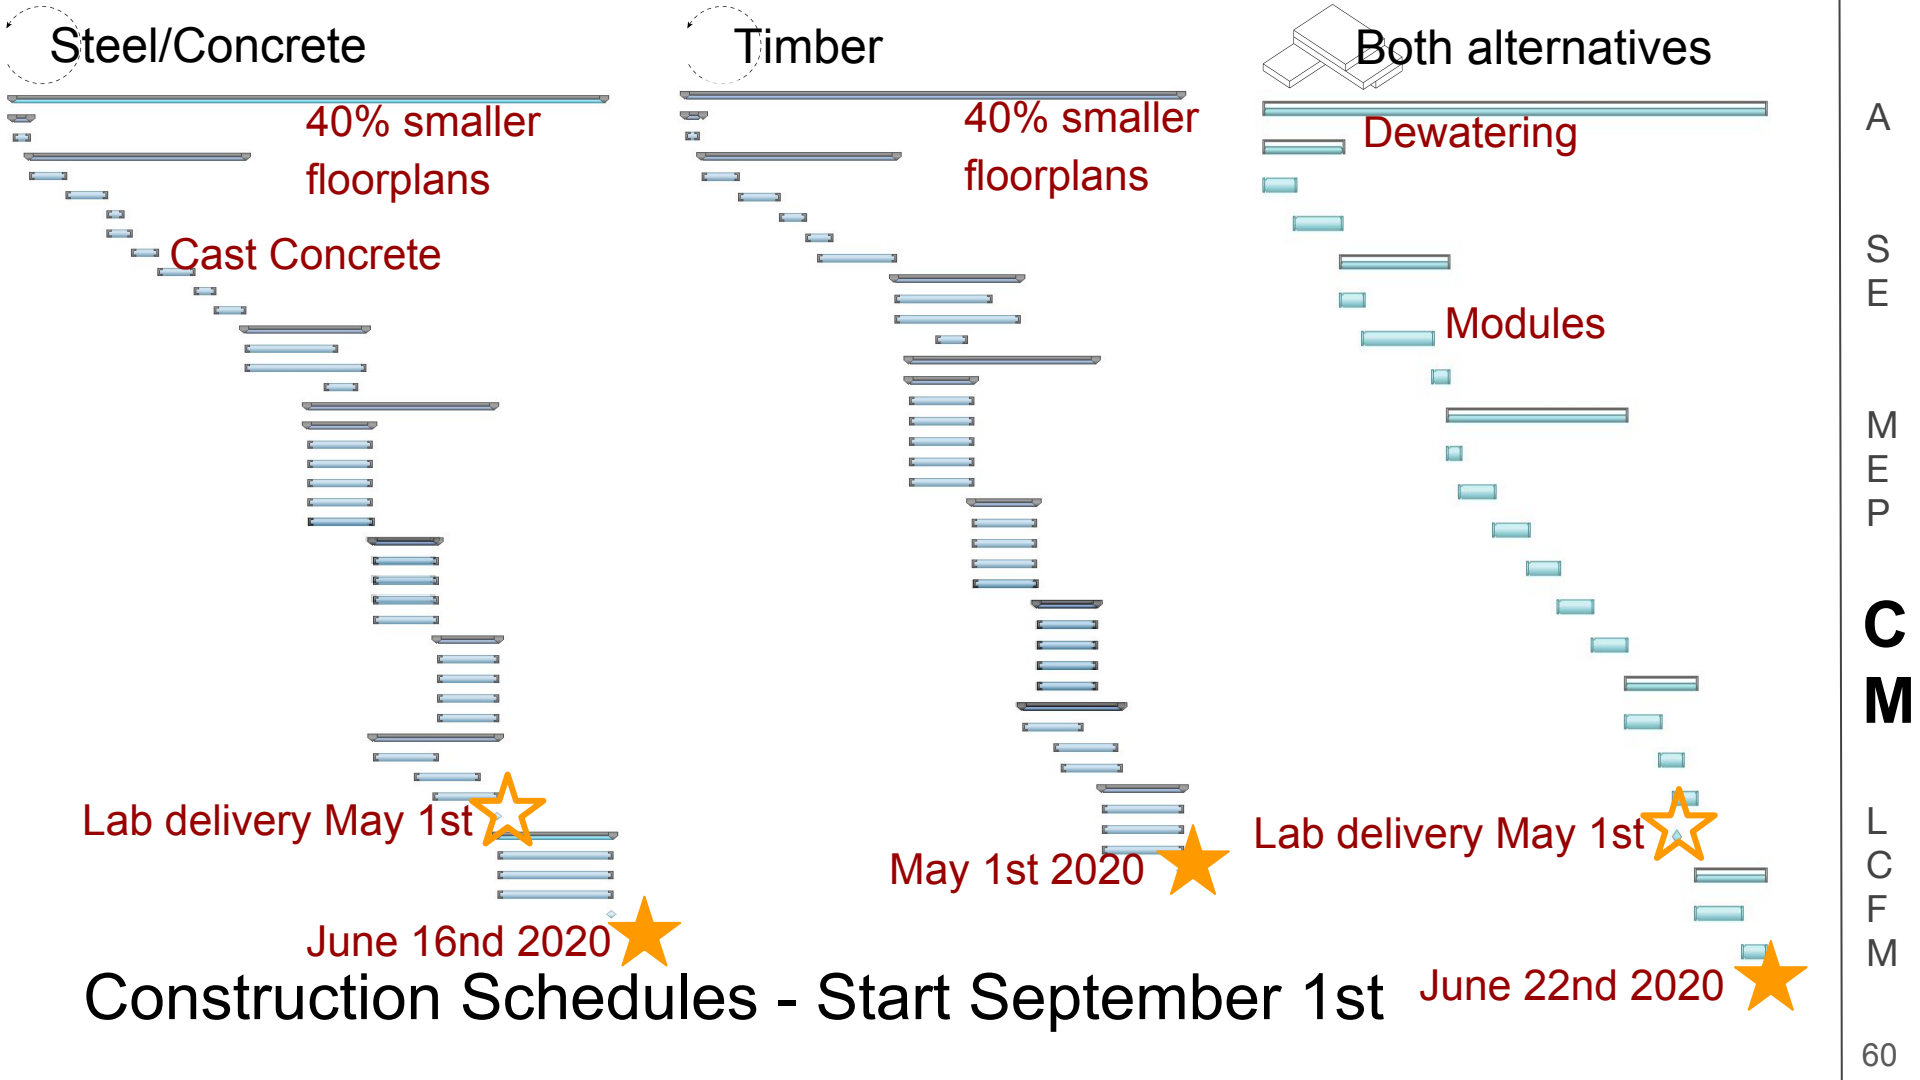 Steel/Concrete
40% smaller
floorplans
Cast Concrete
Lab delivery May 1st
June 16nd 2020
Timber
40% smaller
floorplans
May 1st 2020
Both alternatives
Dewatering
Modules
Lab delivery May 1st
June 22nd 2020
Construction Schedules - Start September 1st
A
S
E
M
E
P
C
M
L
C
F
M
60